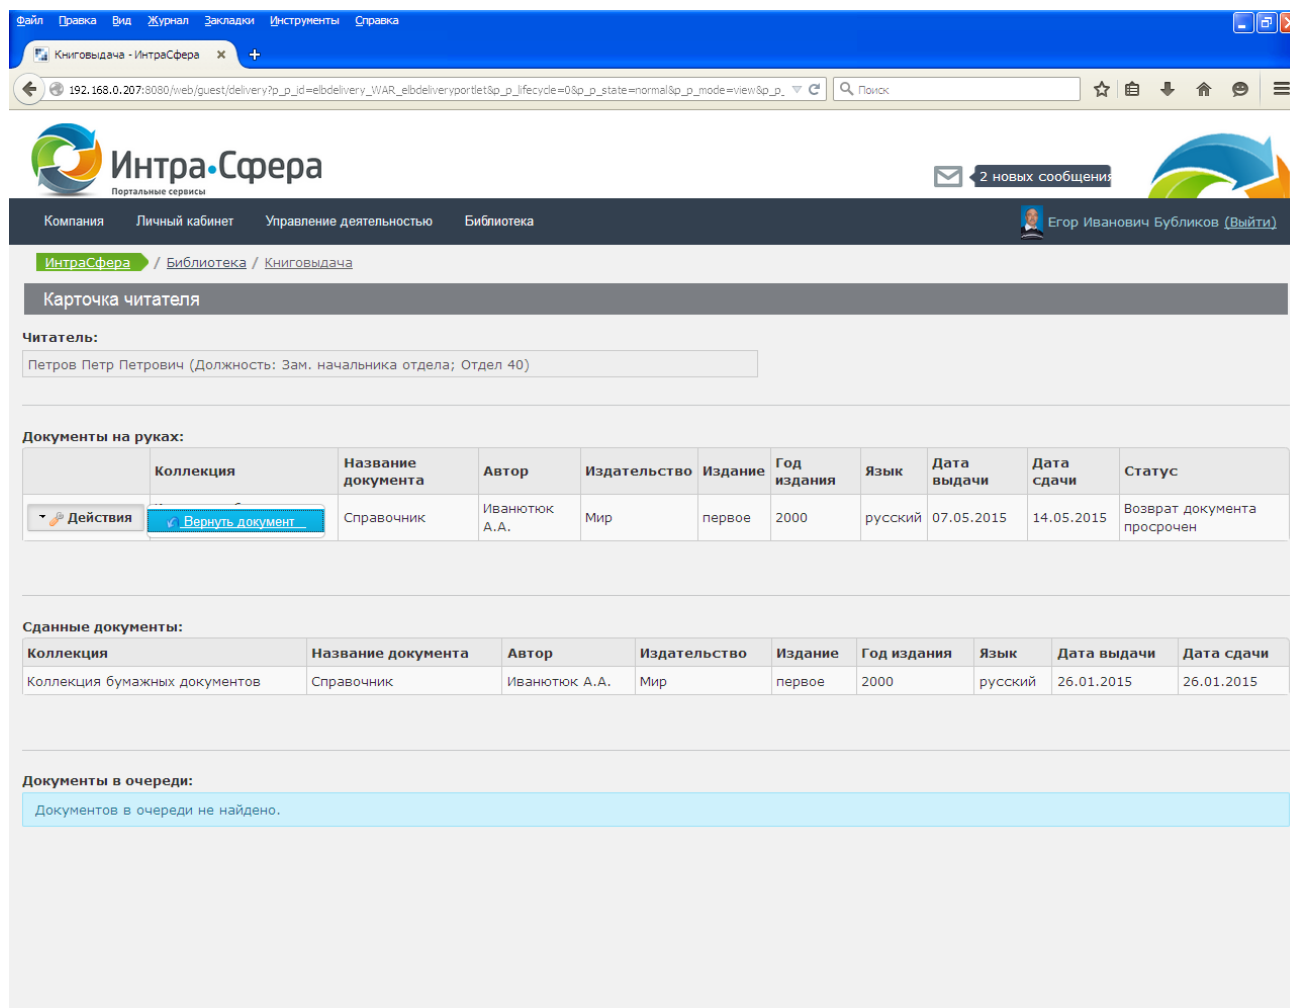 Файл Правка Вид Журнал Закладки Инструменты Справка
Книговыдача - ИнтраСфера
192.168.0.207:8080/web/guest/delivery?p_p_id=elbdelivery_WAR_elbdeliveryportlet&p_p_lifecycle=0&p_p_state=normal&p_p_mode=view&p_p_
Поиск
Интра•Сфера
Портальные сервисы
2 новых сообщения
Компания Личный кабинет Управление деятельностью Библиотека
Егор Иванович Бубликов (Выйти)
ИнтраСфера / Библиотека / Книговыдача
Карточка читателя
Читатель:
Петров Петр Петрович (Должность: Зам. начальника отдела; Отдел 40)
Документы на руках:
Коллекция Название документа Автор Издательство Издание Год издания Язык Дата выдачи Дата сдачи Статус
Действия Вернуть документ Справочник Иванютюк А.А. Мир первое 2000 русский 07.05.2015 14.05.2015 Возврат документа просрочен
Сданные документы:
Коллекция Название документа Автор Издательство Издание Год издания Язык Дата выдачи Дата сдачи
Коллекция бумажных документов Справочник Иванютюк А.А. Мир первое 2000 русский 26.01.2015 26.01.2015
Документы в очереди:
Документов в очереди не найдено.